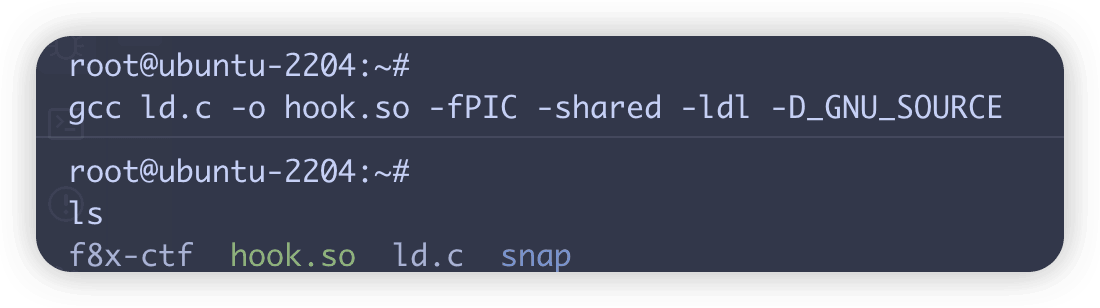 root@ubuntu-2204:~#
gcc ld.c -o hook.so -fPIC -shared -ldl -D_GNU_SOURCE
root@ubuntu-2204:~#
ls
f8x-ctf  hook.so  ld.c  snap